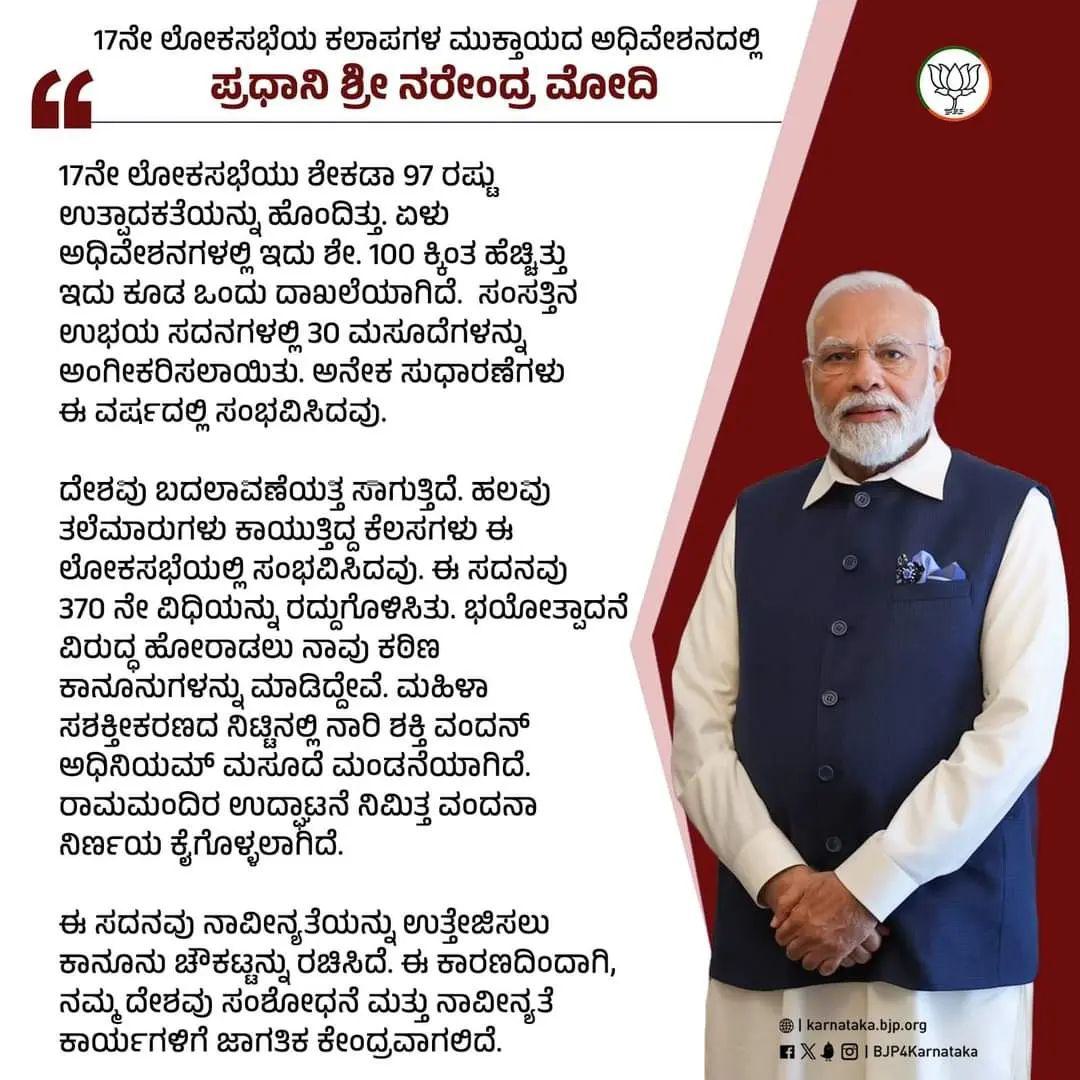 17ನೇ ಲೋಕಸಭೆಯ ಕಲಾಪಗಳ ಮುಕ್ತಾಯದ ಅಧಿವೇಶನದಲ್ಲಿ
ಪ್ರಧಾನಿ ಶ್ರೀ ನರೇಂದ್ರ ಮೋದಿ
17ನೇ ಲೋಕಸಭೆಯು ಶೇಕಡಾ 97 ರಷ್ಟು
ಉತ್ಪಾದಕತೆಯನ್ನು ಹೊಂದಿತ್ತು. ಏಳು
ಅಧಿವೇಶನಗಳಲ್ಲಿ ಇದು ಶೇ. 100 ಕ್ಕಿಂತ ಹೆಚ್ಚಿತ್ತು
ಇದು ಕೂಡ ಒಂದು ದಾಖಲೆಯಾಗಿದೆ. ಸಂಸತ್ತಿನ
ಉಭಯ ಸದನಗಳಲ್ಲಿ 30 ಮಸೂದೆಗಳನ್ನು
ಅಂಗೀಕರಿಸಲಾಯಿತು. ಅನೇಕ ಸುಧಾರಣೆಗಳು
ಈ ವರ್ಷದಲ್ಲಿ ಸಂಭವಿಸಿದವು.
ದೇಶವು ಬದಲಾವಣೆಯತ್ತ ಸಾಗುತ್ತಿದೆ. ಹಲವು
ತಲೆಮಾರುಗಳು ಕಾಯುತ್ತಿದ್ದ ಕೆಲಸಗಳು ಈ
ಲೋಕಸಭೆಯಲ್ಲಿ ಸಂಭವಿಸಿದವು. ಈ ಸದನವು
370 ನೇ ವಿಧಿಯನ್ನು ರದ್ದುಗೊಳಿಸಿತು. ಭಯೋತ್ಪಾದನೆ
ವಿರುದ್ಧ ಹೋರಾಡಲು ನಾವು ಕಠಿಣ
ಕಾನೂನುಗಳನ್ನು ಮಾಡಿದ್ದೇವೆ. ಮಹಿಳಾ
ಸಶಕ್ತೀಕರಣದ ನಿಟ್ಟಿನಲ್ಲಿ ನಾರಿ ಶಕ್ತಿ ವಂದನ್
ಅಧಿನಿಯಮ್ ಮಸೂದೆ ಮಂಡನೆಯಾಗಿದೆ.
ರಾಮಮಂದಿರ ಉದ್ಘಾಟನೆ ನಿಮಿತ್ತ ವಂದನಾ
ನಿರ್ಣಯ ಕೈಗೊಳ್ಳಲಾಗಿದೆ.
ಈ ಸದನವು ನಾವೀನ್ಯತೆಯನ್ನು ಉತ್ತೇಜಿಸಲು
ಕಾನೂನು ಚೌಕಟ್ಟನ್ನು ರಚಿಸಿದೆ. ಈ ಕಾರಣದಿಂದಾಗಿ,
ನಮ್ಮ ದೇಶವು ಸಂಶೋಧನೆ ಮತ್ತು ನಾವೀನ್ಯತೆ
ಕಾರ್ಯಗಳಿಗೆ ಜಾಗತಿಕ ಕೇಂದ್ರವಾಗಲಿದೆ.
| karnataka.bjp.org
| BJP4Karnataka